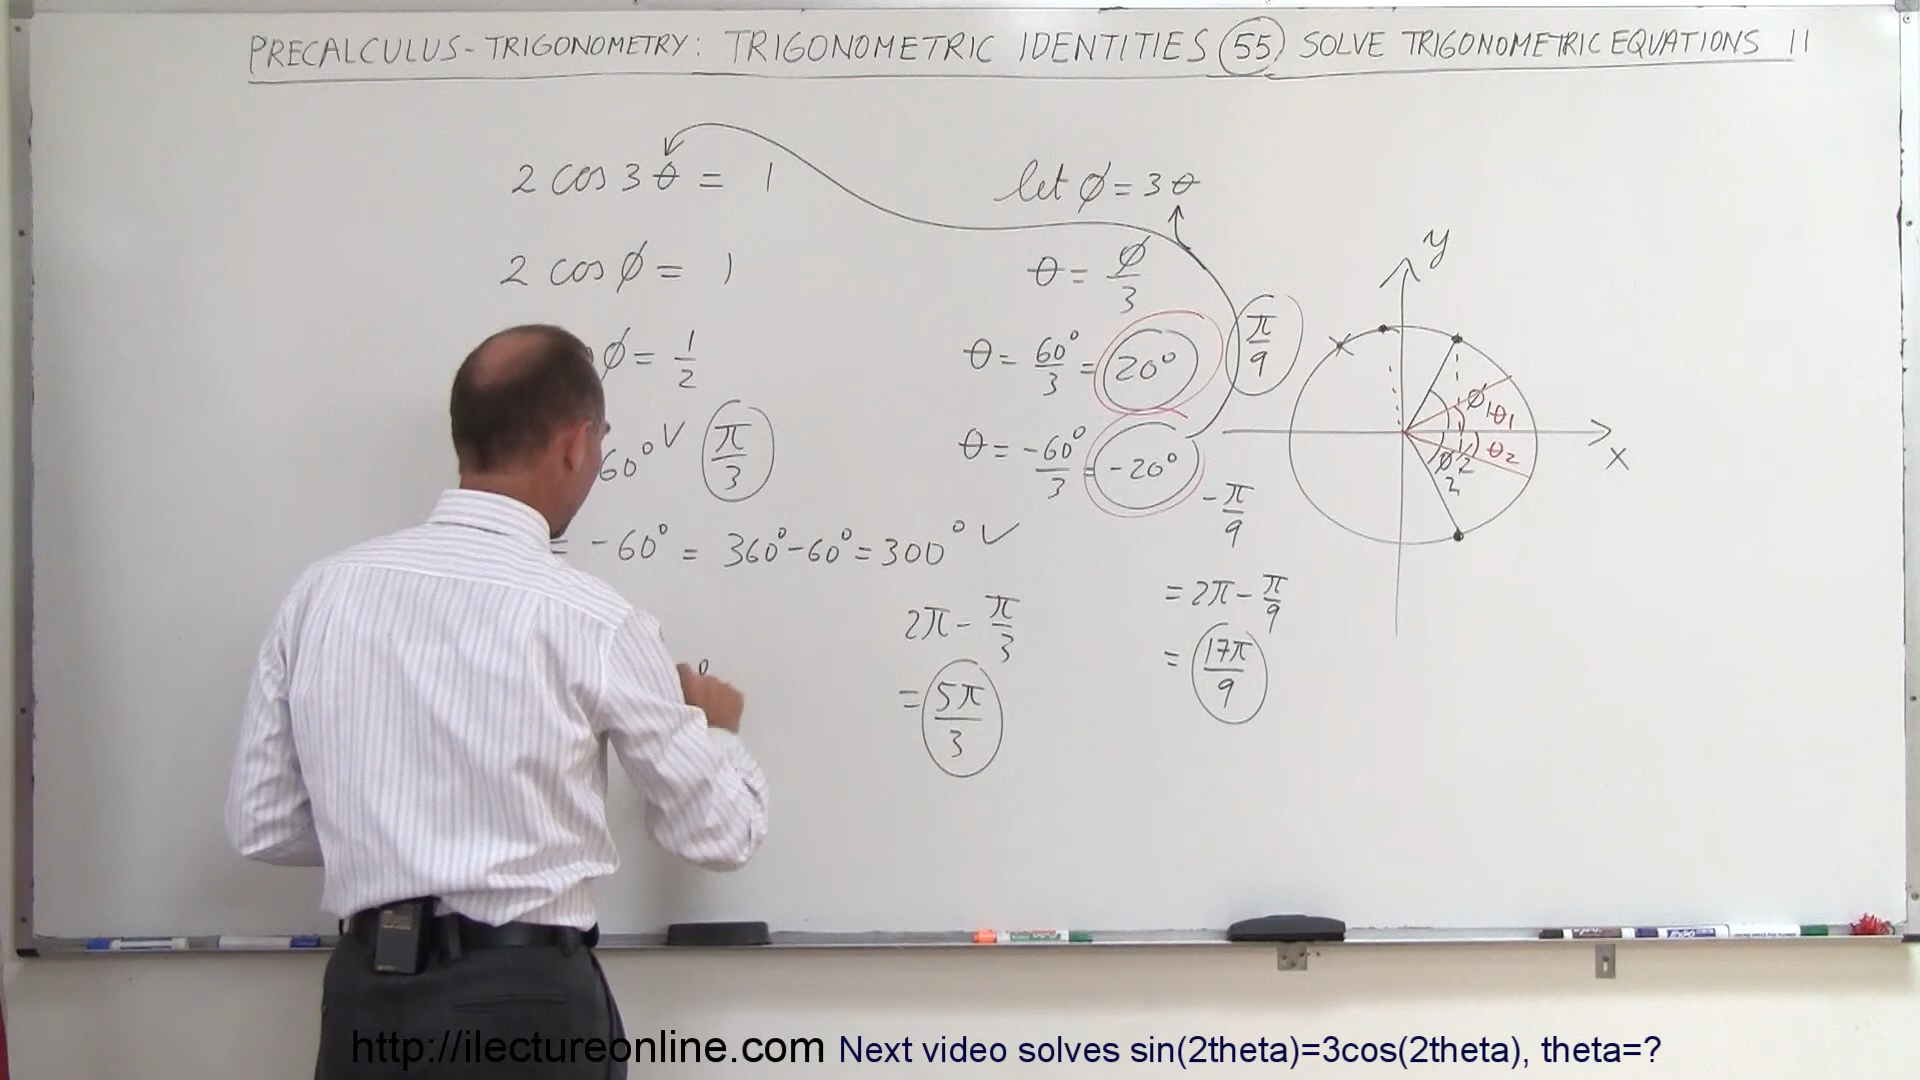 PRECALCULUS - TRIGONOMETRY: TRIGONOMETRIC IDENTITIES (55) SOLVE TRIGONOMETRIC EQUATIONS 11
2 cos 3θ = 1
2 cos ϕ = 1
ϕ = 1/2
60° ✓ π/3
= -60° = 360° - 60° = 300° ✓
2π - π/3
= 5π/3
let ϕ = 3θ
θ = ϕ/3
θ = 60°/3 = 20° π/9
θ = -60°/3 = -20°
-π/9
= 2π - π/9
= 17π/9
y
x
ϕ1 θ1
ϕ2 θ2
http://ilectureonline.com Next video solves sin(2theta)=3cos(2theta), theta=?